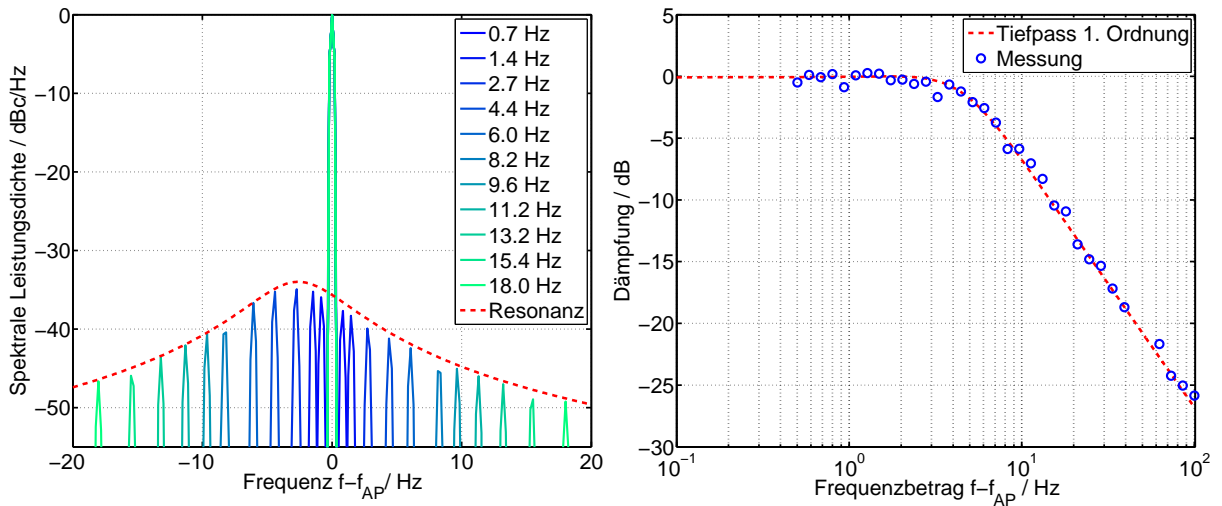 Spektrale Leistungsdichte / dBc/Hz
0
−10
−20
−30
−40
−50
−20
−10
0
10
20
Frequenz f−f_AP / Hz
0.7 Hz
1.4 Hz
2.7 Hz
4.4 Hz
6.0 Hz
8.2 Hz
9.6 Hz
11.2 Hz
13.2 Hz
15.4 Hz
18.0 Hz
Resonanz
Dämpfung / dB
5
0
−5
−10
−15
−20
−25
−30
10^−1
10^0
10^1
10^2
Frequenzbetrag f−f_AP / Hz
Tiefpass 1. Ordnung
Messung